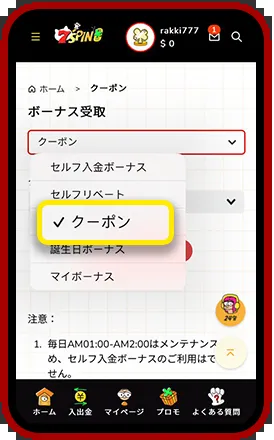 7SPIN
rakki777
$ 0
1
ホーム > クーポン
ボーナス受取
クーポン
セルフ入金ボーナス
セルフリベート
✓ クーポン
誕生日ボーナス
マイボーナス
24/7
注意：
1. 毎日AM01:00-AM2:00はメンテナンス
め、セルフ入金ボーナスのご利用はで
せん。
ホーム 入出金 マイページ プロモ よくある質問